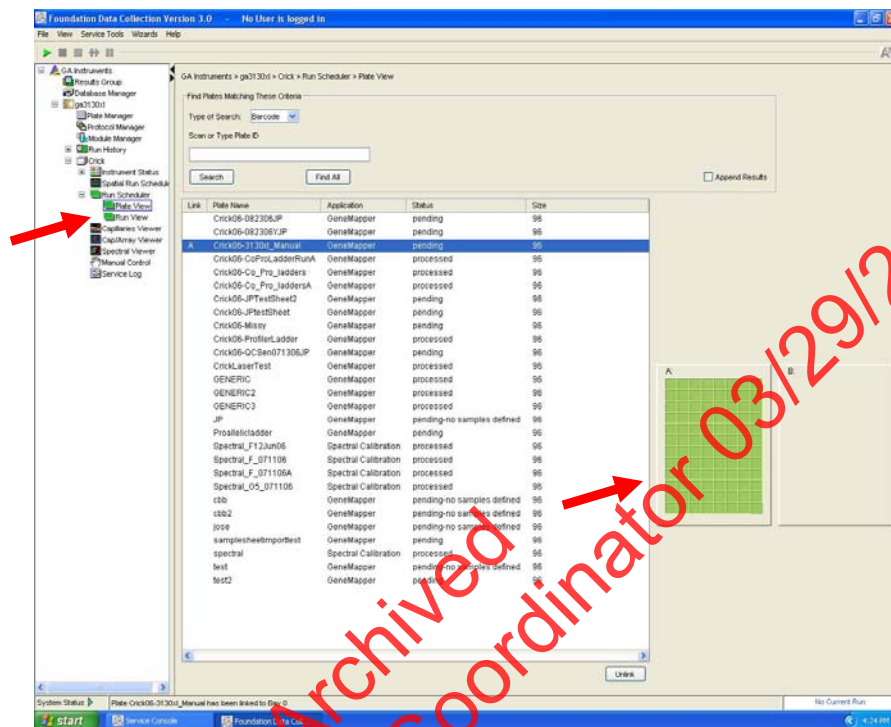 Foundation Data Collection Version 3.0 - No User is logged in
File View Service Tools Wizards Help
GA Instruments
Results Group
Database Manager
ga3130xl
Plate Manager
Protocol Manager
Module Manager
Run History
Crick
Instrument Status
Spatial Run Schedule
Run Scheduler
Plate View
Run View
Capillaries Viewer
Cap/Array Viewer
Spectral Viewer
Manual Control
Service Log
GA Instruments > ga3130xl > Crick > Run Scheduler > Plate View
Find Plates Matching These Criteria
Type of Search: Barcode
Scan or Type Plate ID
Search Find All Append Results
Link Plate Name Application Status Size
Crick06-082306JP GeneMapper pending 96
Crick06-082306YJP GeneMapper pending 96
A Crick06-3130xl_Manual GeneMapper pending 96
Crick06-CoProLadderRunA GeneMapper processed 96
Crick06-Co_Pro_ladders GeneMapper processed 96
Crick06-Co_Pro_laddersA GeneMapper processed 96
Crick06-JPTestSheet2 GeneMapper pending 96
Crick06-JPtestSheet GeneMapper pending 96
Crick06-Missy GeneMapper pending 96
Crick06-ProfilerLadder GeneMapper processed 96
Crick06-QCSen071306JP GeneMapper pending 96
CrickLaserTest GeneMapper processed 96
GENERIC GeneMapper processed 96
GENERIC2 GeneMapper processed 96
GENERIC3 GeneMapper processed 96
JP GeneMapper pending-no samples defined 96
Proallelicladder GeneMapper pending 96
Spectral_F12Jun06 Spectral Calibration processed 96
Spectral_F_071106 Spectral Calibration processed 96
Spectral_F_071106A Spectral Calibration processed 96
Spectral_G5_071106 Spectral Calibration processed 96
cbb GeneMapper pending-no samples defined 96
cbb2 GeneMapper pending-no samples defined 96
jose GeneMapper pending-no samples defined 96
samplesheetimporttest GeneMapper pending 96
spectral Spectral Calibration processed 96
test GeneMapper pending-no samples defined 96
test2 GeneMapper pending 96
A: B:
Unlink
System Status Plate Crick06-3130xl_Manual has been linked to Bay 0 No Current Run
start Service Console Foundation Data Coll 4:24 PM
Archived
Coordinator 03/29/2